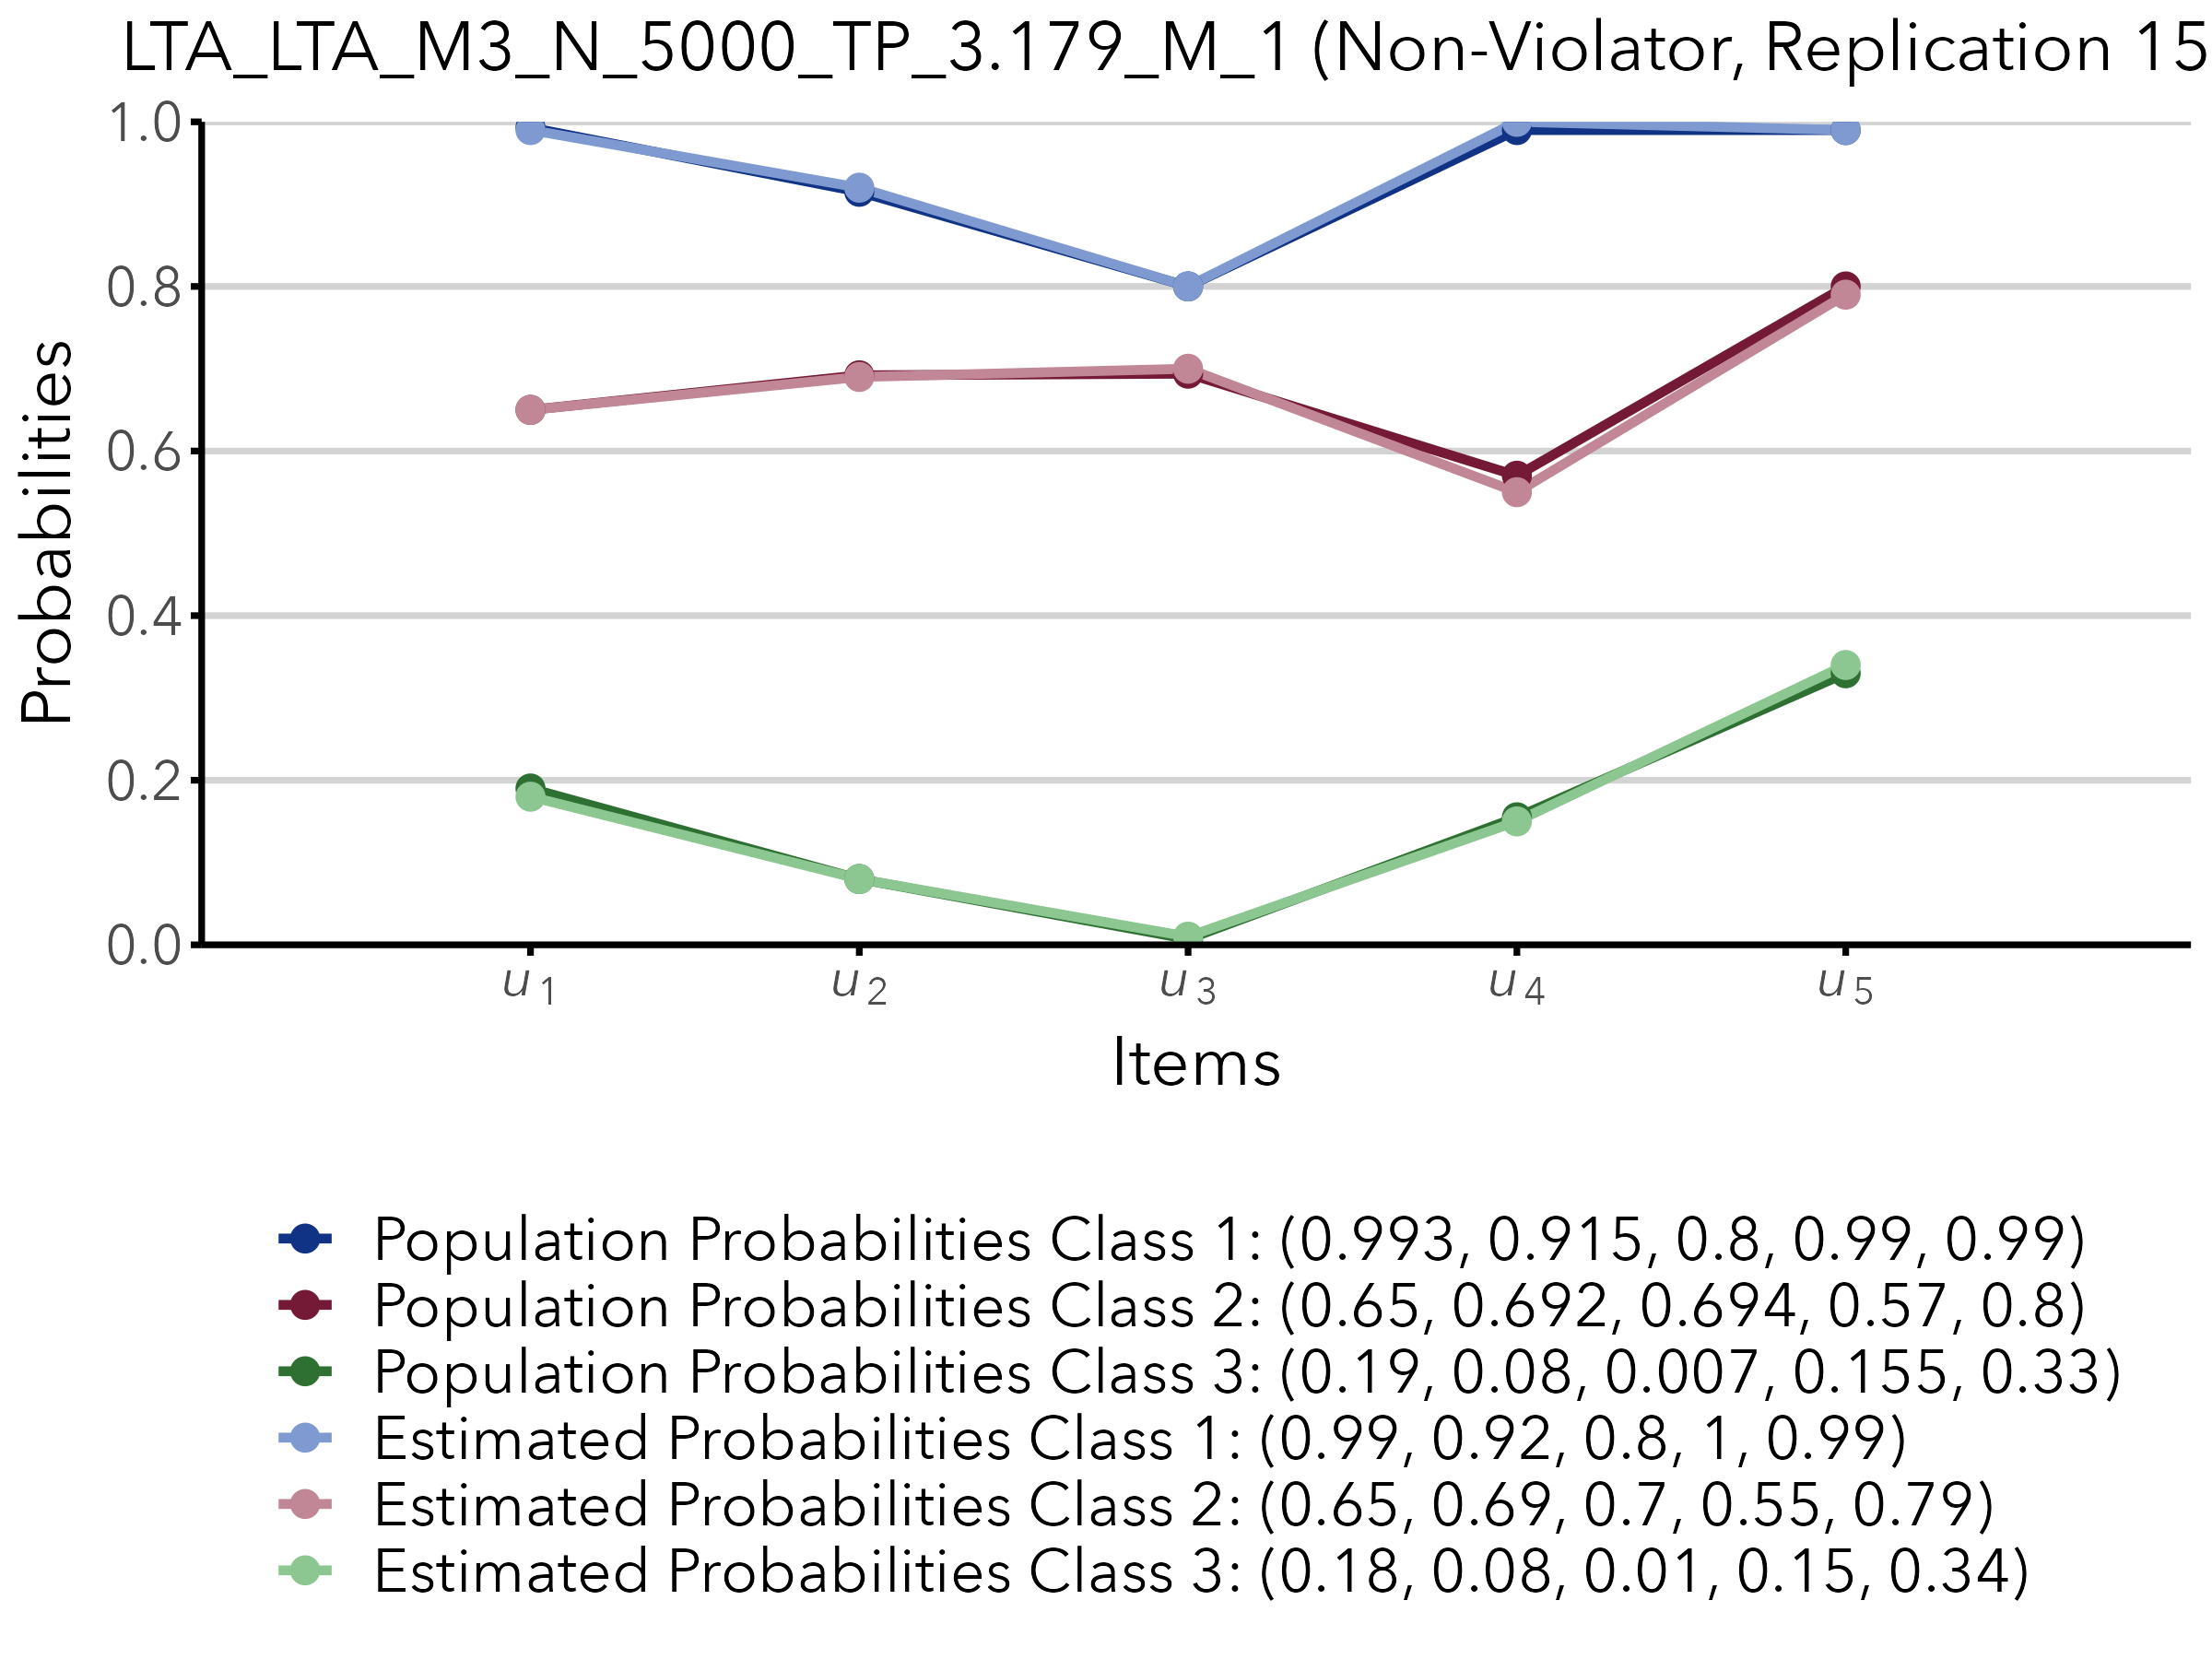 LTA_LTA_M3_N_5000_TP_3.179_M_1 (Non-Violator, Replication 15
1.0
0.8
0.6
0.4
0.2
0.0
Probabilities
u1
u2
u3
u4
u5
Items
Population Probabilities Class 1: (0.993, 0.915, 0.8, 0.99, 0.99)
Population Probabilities Class 2: (0.65, 0.692, 0.694, 0.57, 0.8)
Population Probabilities Class 3: (0.19, 0.08, 0.007, 0.155, 0.33)
Estimated Probabilities Class 1: (0.99, 0.92, 0.8, 1, 0.99)
Estimated Probabilities Class 2: (0.65, 0.69, 0.7, 0.55, 0.79)
Estimated Probabilities Class 3: (0.18, 0.08, 0.01, 0.15, 0.34)